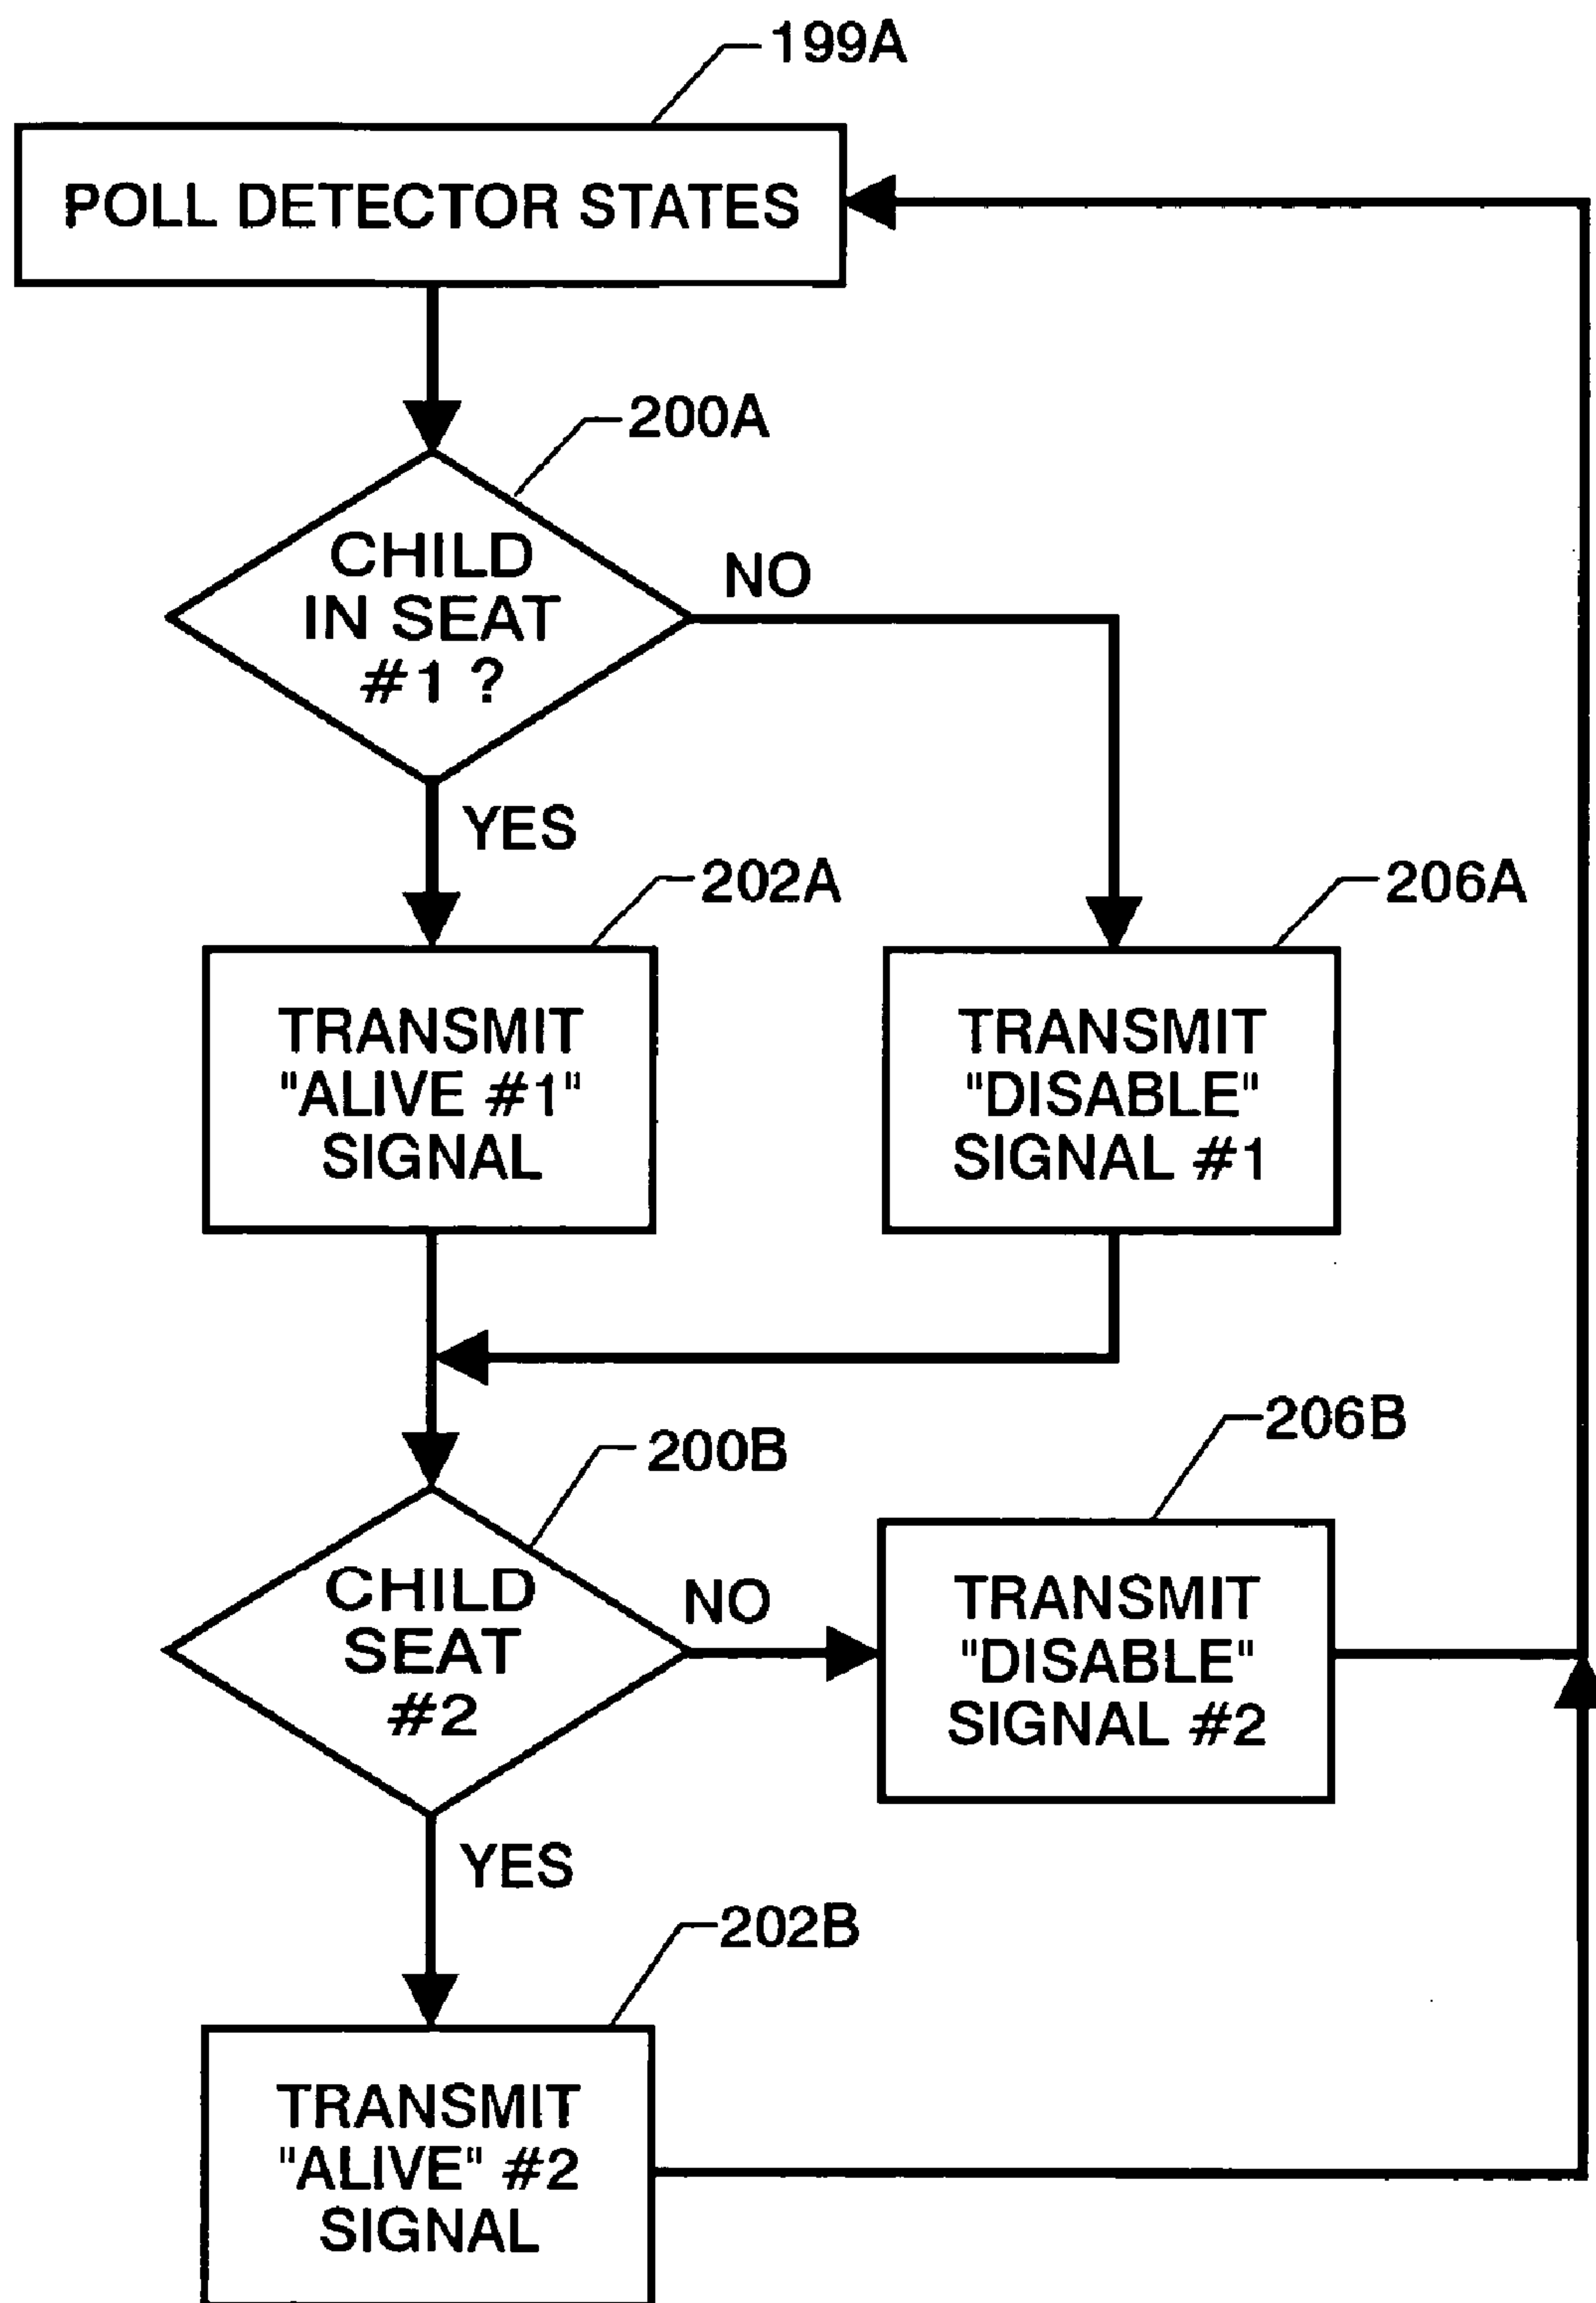 199A
POLL DETECTOR STATES
200A
CHILD
IN SEAT
#1 ?
NO
YES
202A
206A
TRANSMIT
"ALIVE #1"
SIGNAL
TRANSMIT
"DISABLE"
SIGNAL #1
200B
206B
CHILD
SEAT
#2
NO
TRANSMIT
"DISABLE"
SIGNAL #2
YES
202B
TRANSMIT
"ALIVE" #2
SIGNAL